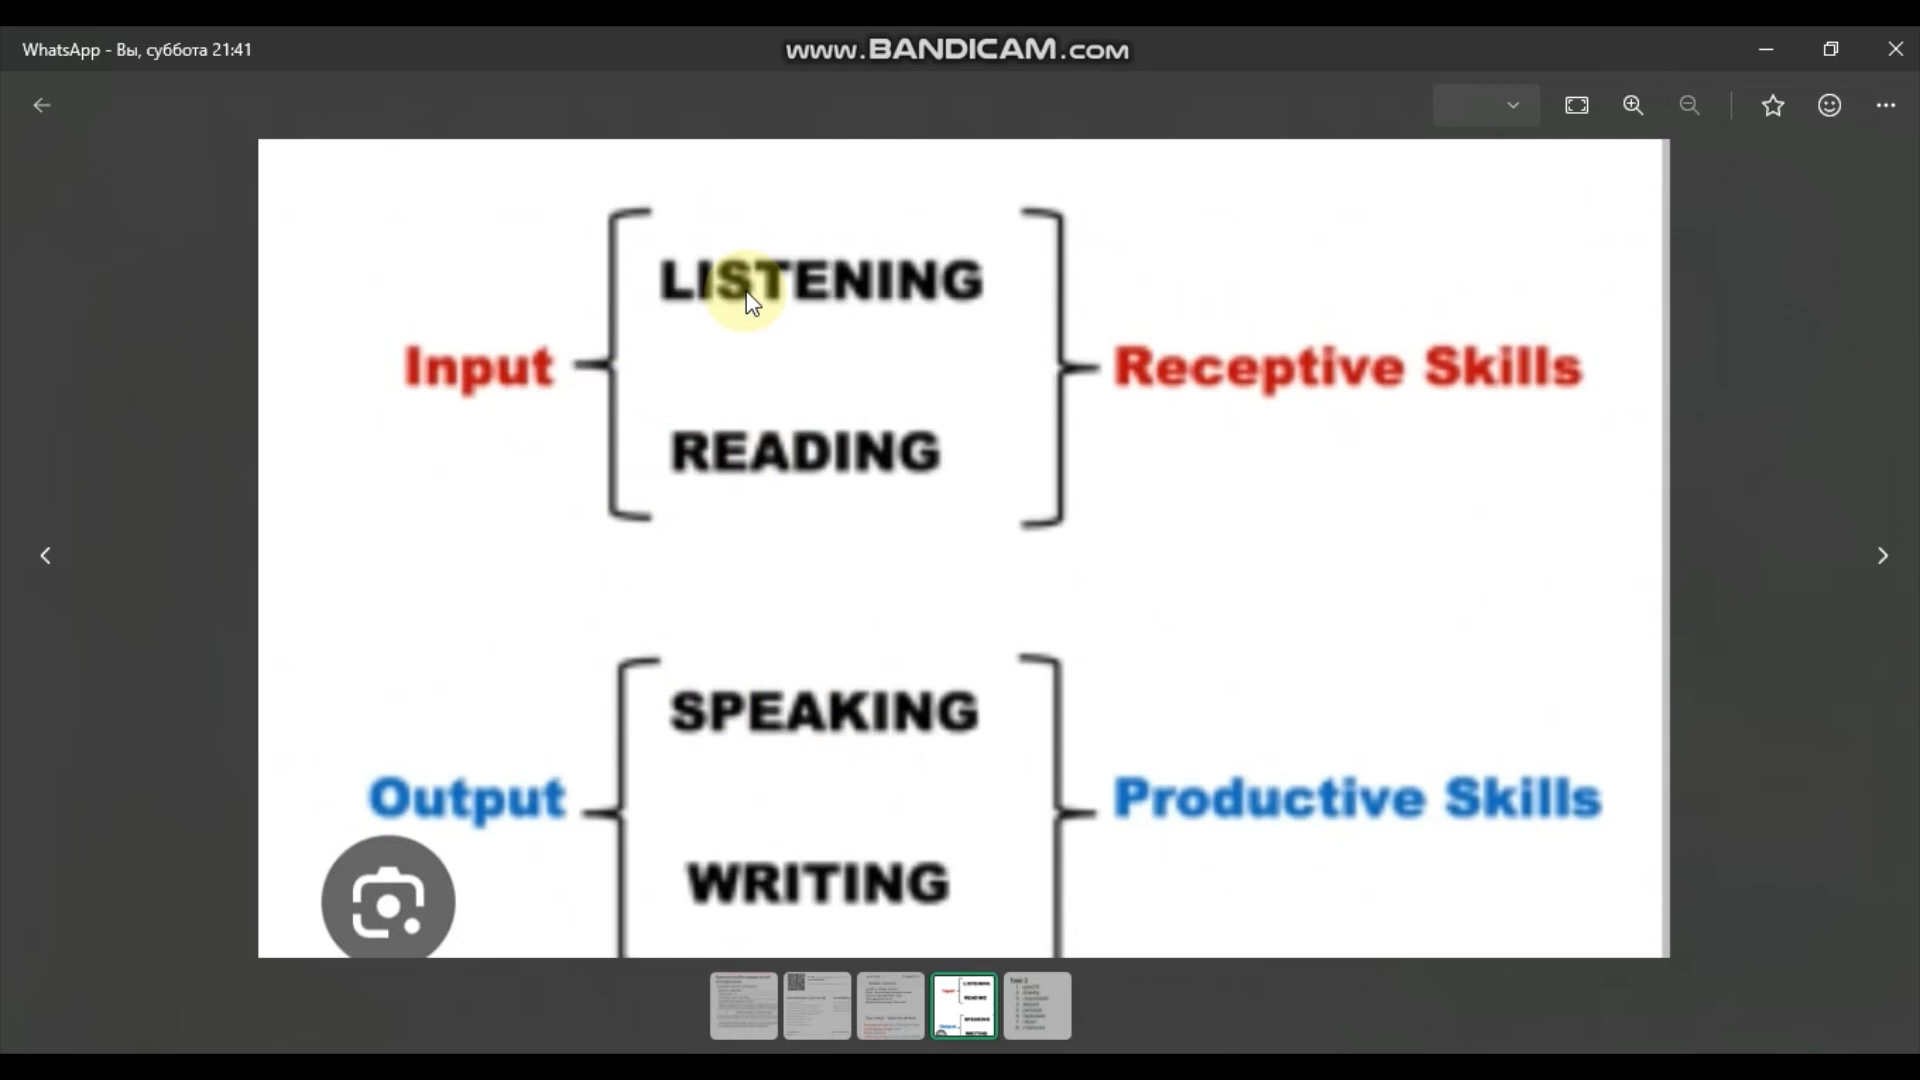 WhatsApp - Вы, суббота 21:41
www.BANDICAM.com
LISTENING
Input
Receptive Skills
READING
SPEAKING
Output
Productive Skills
WRITING